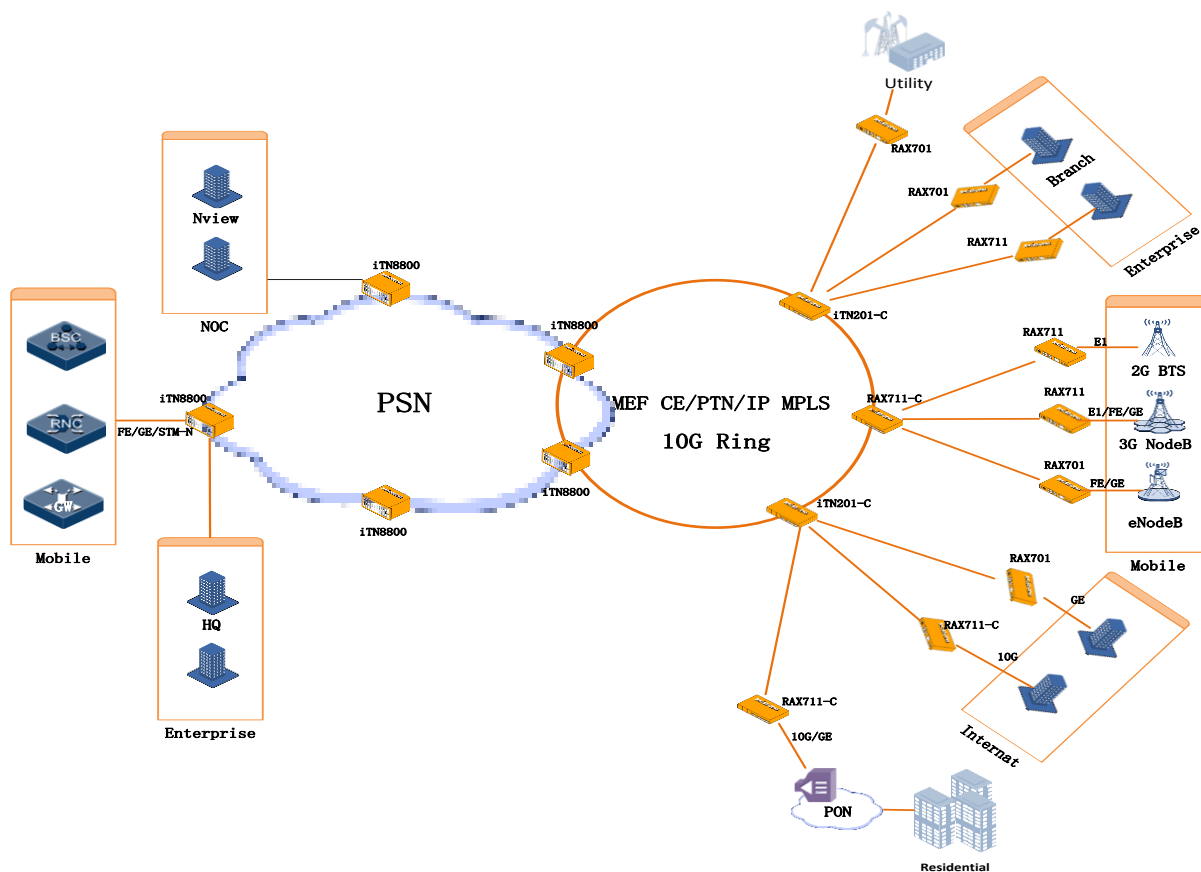 Utility
RAX701
RAX701
Branch
RAX711
Enterprise
Nview
NOC
iTN8800
iTN8800
iTN201-C
BSC
RNC
GW
Mobile
iTN8800
FE/GE/STM-N
PSN
MEF CE/PTN/IP MPLS
10G Ring
RAX711-C
RAX711
E1
2G BTS
RAX711
E1/FE/GE
3G NodeB
RAX701
FE/GE
eNodeB
Mobile
iTN8800
iTN8800
iTN201-C
HQ
Enterprise
RAX701
GE
RAX711-C
10G
Internat
RAX711-C
10G/GE
PON
Residential